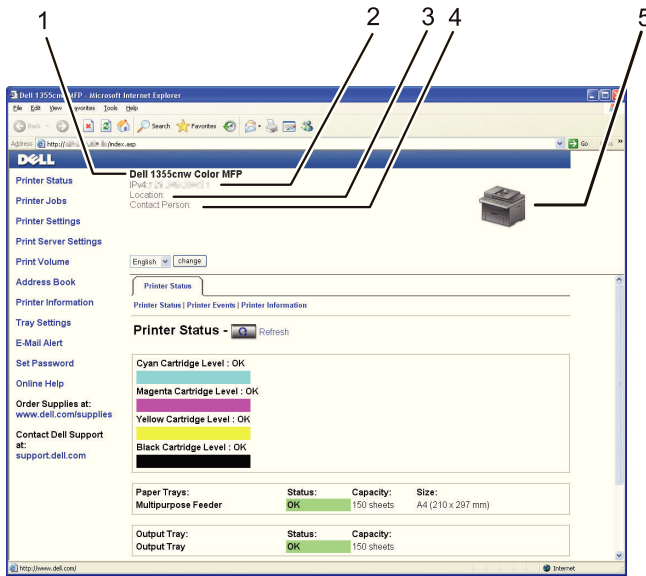 1 2 3 4 5
Dell 1355cnw MFP - Microsoft Internet Explorer
File Edit View Favorites Tools Help
Back Search Favorites
Address http:// /index.asp Go
DELL
Printer Status
Printer Jobs
Printer Settings
Print Server Settings
Print Volume
Address Book
Printer Information
Tray Settings
E-Mail Alert
Set Password
Online Help
Order Supplies at:
www.dell.com/supplies
Contact Dell Support
at:
support.dell.com
Dell 1355cnw Color MFP
IPv4:
Location:
Contact Person:
English change
Printer Status
Printer Status | Printer Events | Printer Information
Printer Status - Refresh
Cyan Cartridge Level : OK
Magenta Cartridge Level : OK
Yellow Cartridge Level : OK
Black Cartridge Level : OK
Paper Trays: Status: Capacity: Size:
Multipurpose Feeder OK 150 sheets A4 (210 x 297 mm)
Output Tray: Status: Capacity:
Output Tray OK 150 sheets
http://www.dell.com/ Internet